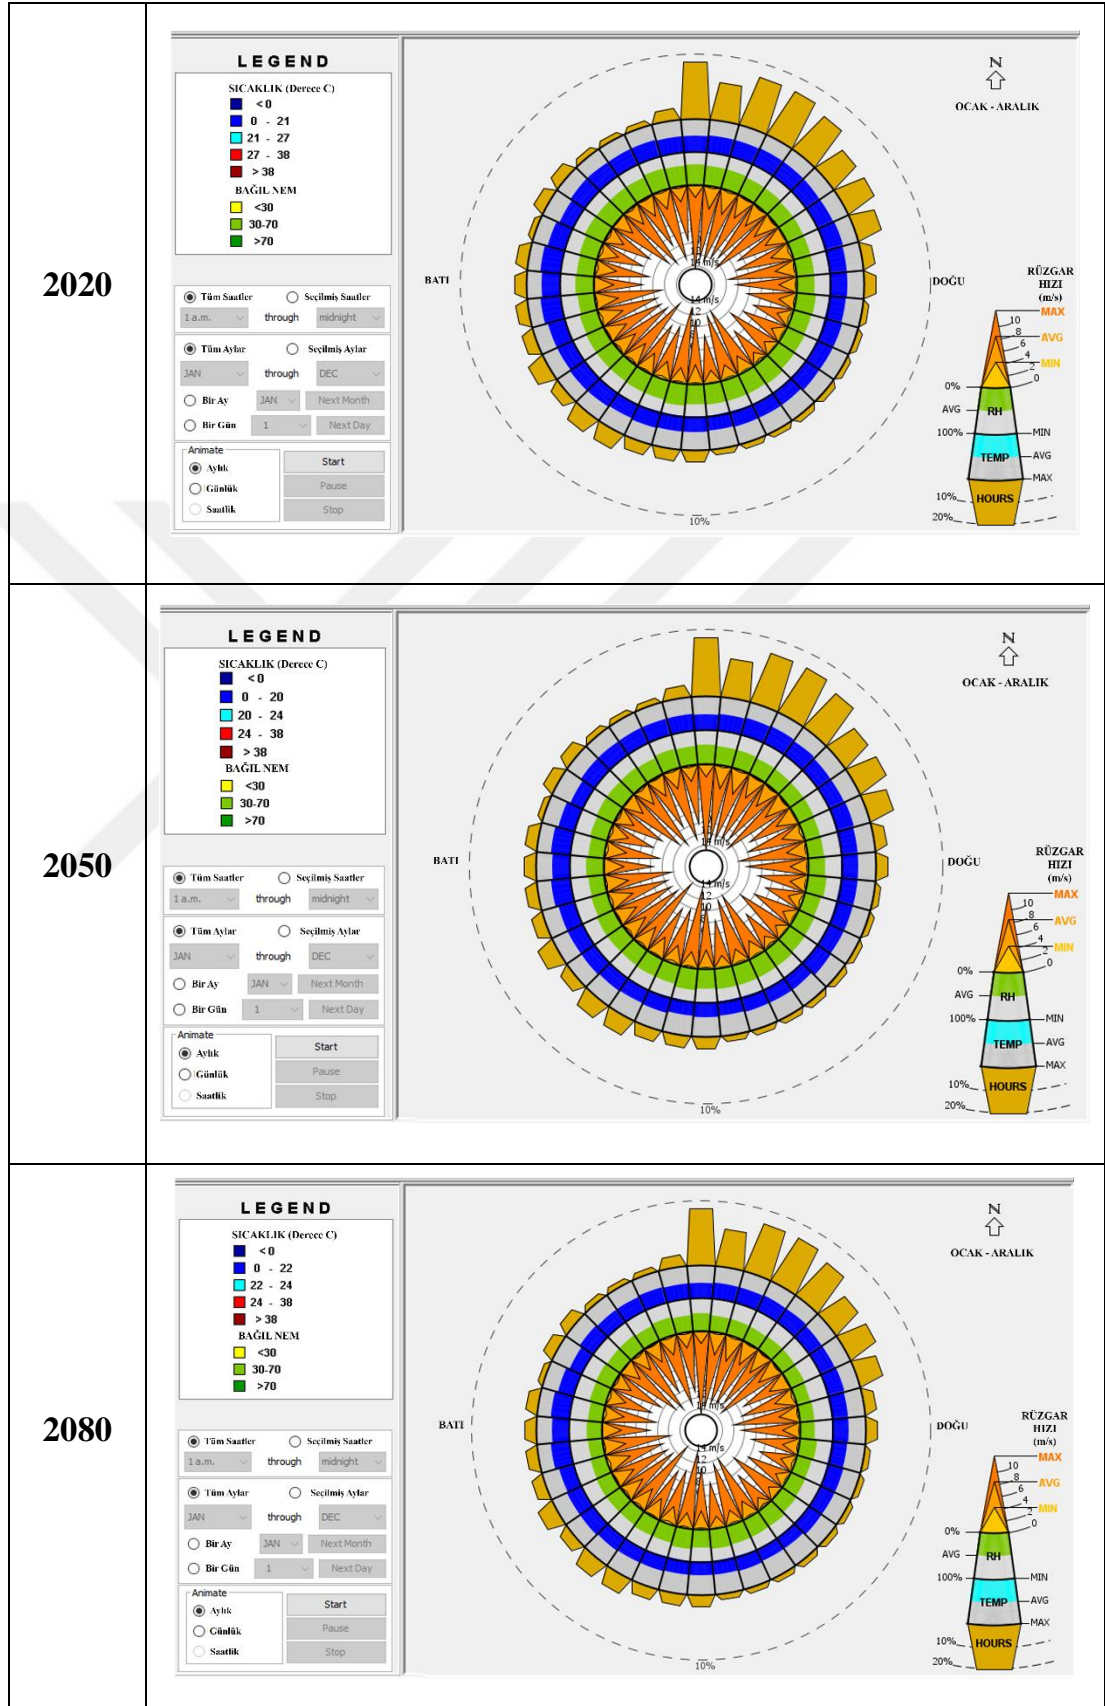 2020
LEGEND
SICAKLIK (Derece C)
< 0
0 - 21
21 - 27
27 - 38
> 38
BAĞIL NEM
<30
30-70
>70
Tüm Saatler Seçilmiş Saatler
1 a.m. through midnight
Tüm Aylar Seçilmiş Aylar
JAN through DEC
Bir Ay JAN Next Month
Bir Gün 1 Next Day
Animate
Aylık
Günlük
Saatlik
Start
Pause
Stop
N
OCAK - ARALIK
BATI
DOĞU
14 m/s
14 m/s
12
10
10%
RÜZGAR
HIZI
(m/s)
MAX
10
8
AVG
6
4
MIN
2
0
0%
AVG
RH
100%
MIN
TEMP
AVG
MAX
10%
HOURS
20%
2050
LEGEND
SICAKLIK (Derece C)
< 0
0 - 20
20 - 24
24 - 38
> 38
BAĞIL NEM
<30
30-70
>70
Tüm Saatler Seçilmiş Saatler
1 a.m. through midnight
Tüm Aylar Seçilmiş Aylar
JAN through DEC
Bir Ay JAN Next Month
Bir Gün 1 Next Day
Animate
Aylık
Günlük
Saatlik
Start
Pause
Stop
N
OCAK - ARALIK
BATI
DOĞU
14 m/s
14 m/s
12
10
10%
RÜZGAR
HIZI
(m/s)
MAX
10
8
AVG
6
4
MIN
2
0
0%
AVG
RH
100%
MIN
TEMP
AVG
MAX
10%
HOURS
20%
2080
LEGEND
SICAKLIK (Derece C)
< 0
0 - 22
22 - 24
24 - 38
> 38
BAĞIL NEM
<30
30-70
>70
Tüm Saatler Seçilmiş Saatler
1 a.m. through midnight
Tüm Aylar Seçilmiş Aylar
JAN through DEC
Bir Ay JAN Next Month
Bir Gün 1 Next Day
Animate
Aylık
Günlük
Saatlik
Start
Pause
Stop
N
OCAK - ARALIK
BATI
DOĞU
14 m/s
14 m/s
12
10
10%
RÜZGAR
HIZI
(m/s)
MAX
10
8
AVG
6
4
MIN
2
0
0%
AVG
RH
100%
MIN
TEMP
AVG
MAX
10%
HOURS
20%